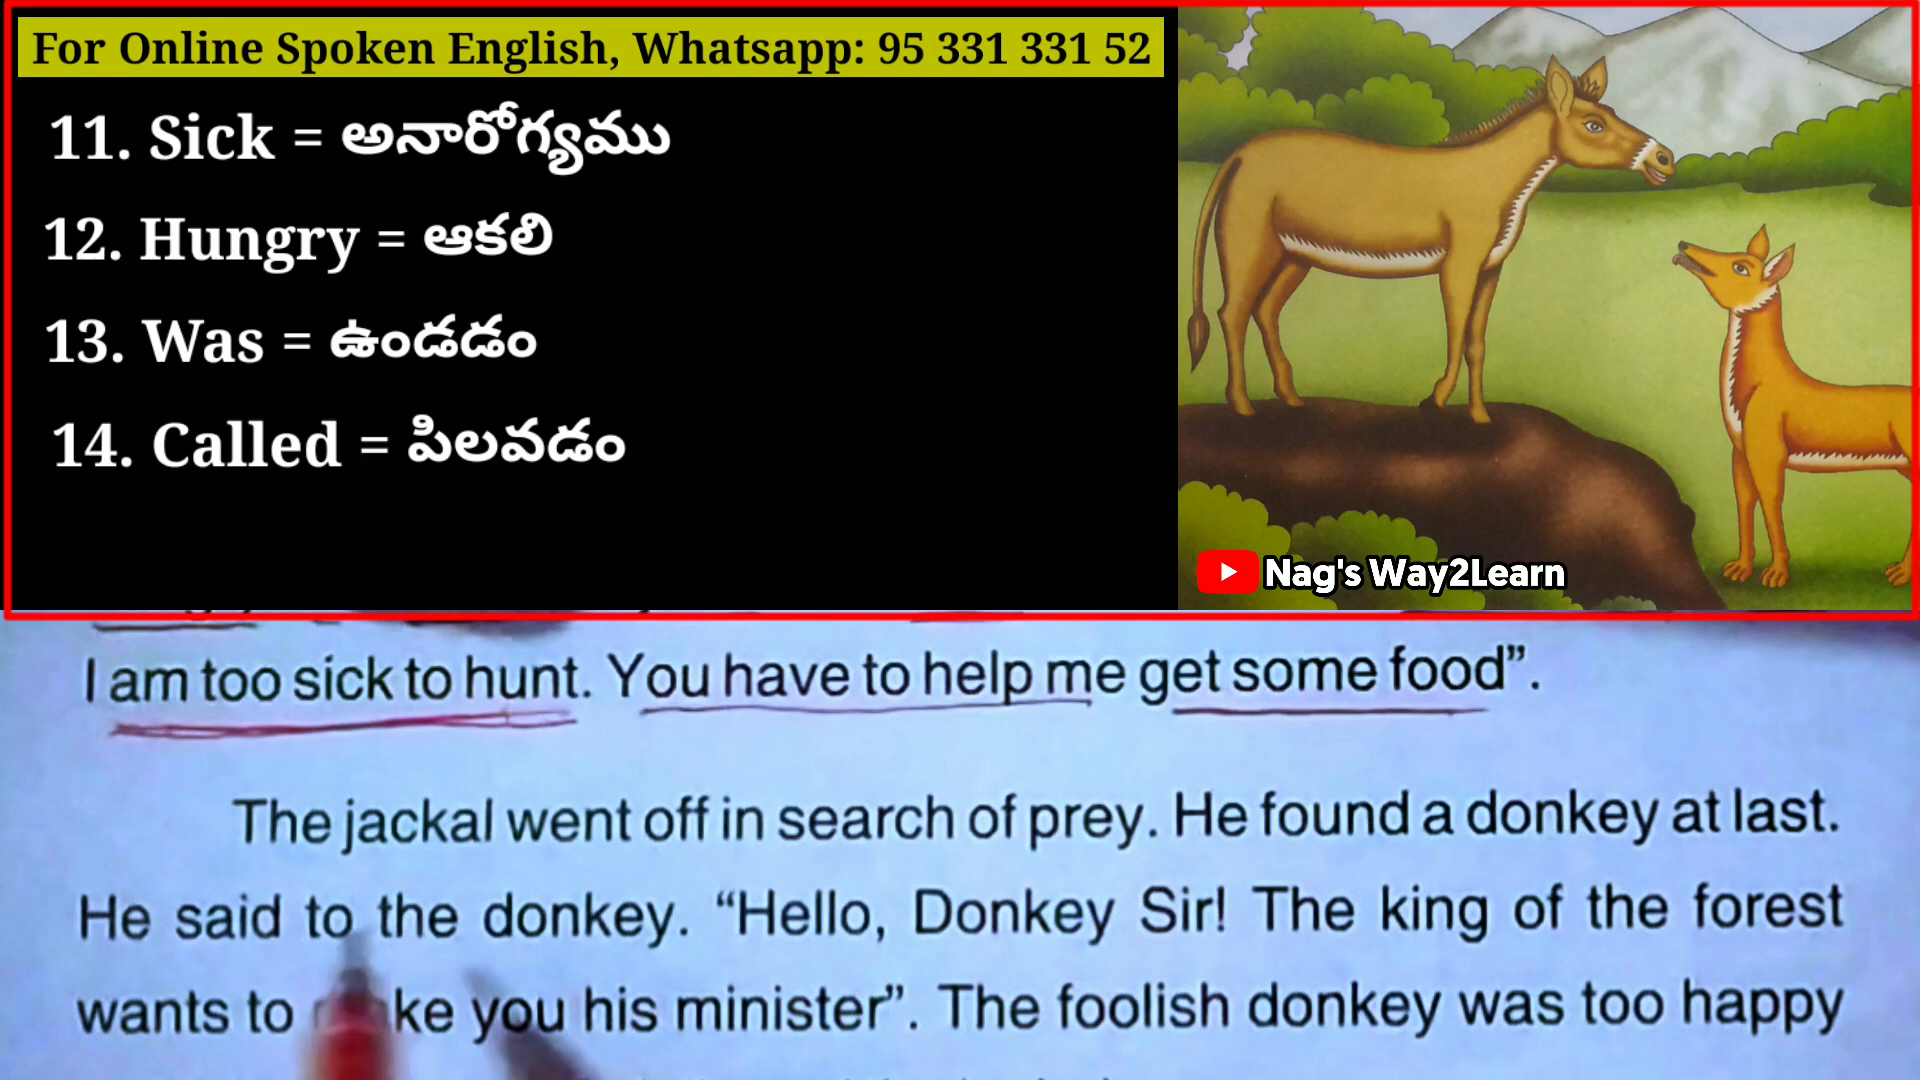 For Online Spoken English, Whatsapp: 95 331 331 52
11. Sick = అనారోగ్యము
12. Hungry = ఆకలి
13. Was = ఉండడం
14. Called = పిలవడం
Nag's Way2Learn
I am too sick to hunt. You have to help me get some food”.
The jackal went off in search of prey. He found a donkey at last.
He said to the donkey. “Hello, Donkey Sir! The king of the forest
wants to ke you his minister”. The foolish donkey was too happy